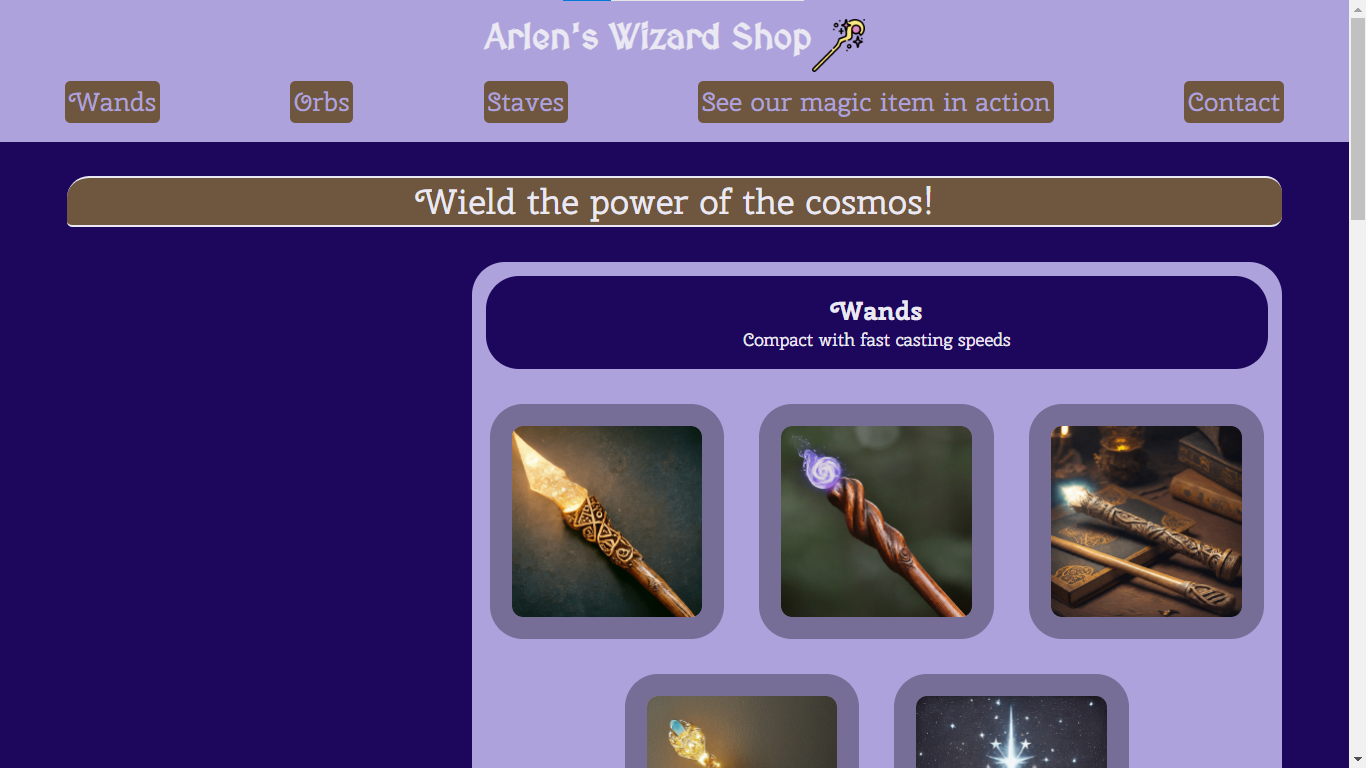 Arlen's Wizard Shop
Wands
Orbs
Staves
See our magic item in action
Contact
Wield the power of the cosmos!
Wands
Compact with fast casting speeds